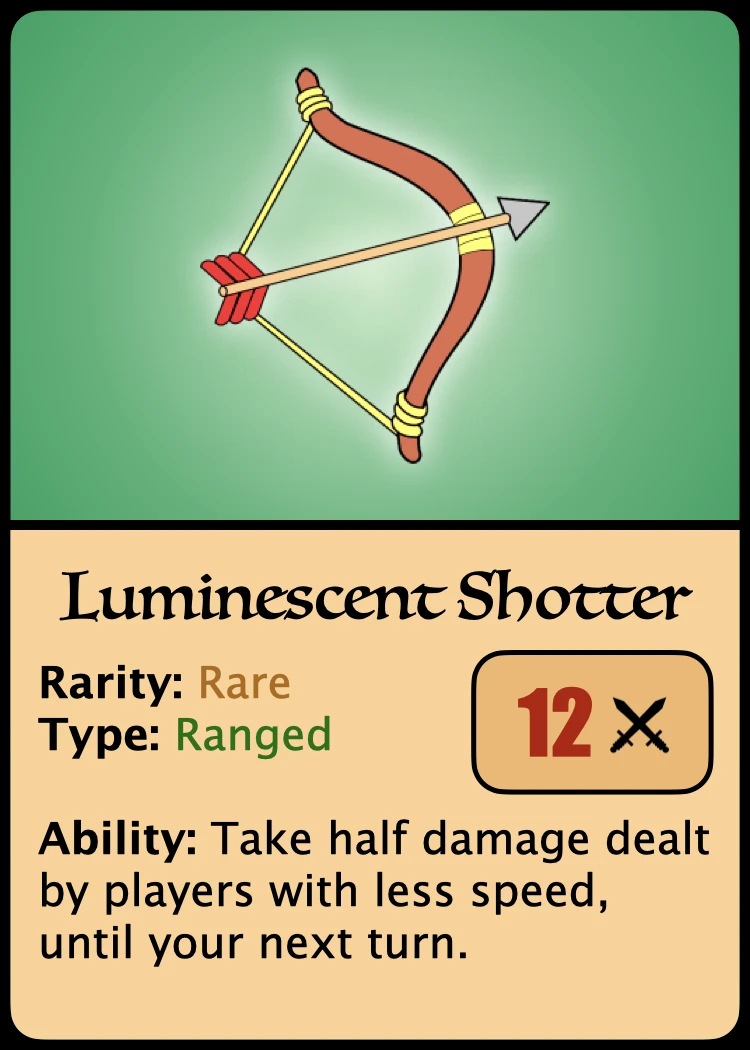 Luminescent Shotter
Rarity: Rare
Type: Ranged
12
Ability: Take half damage dealt
by players with less speed,
until your next turn.